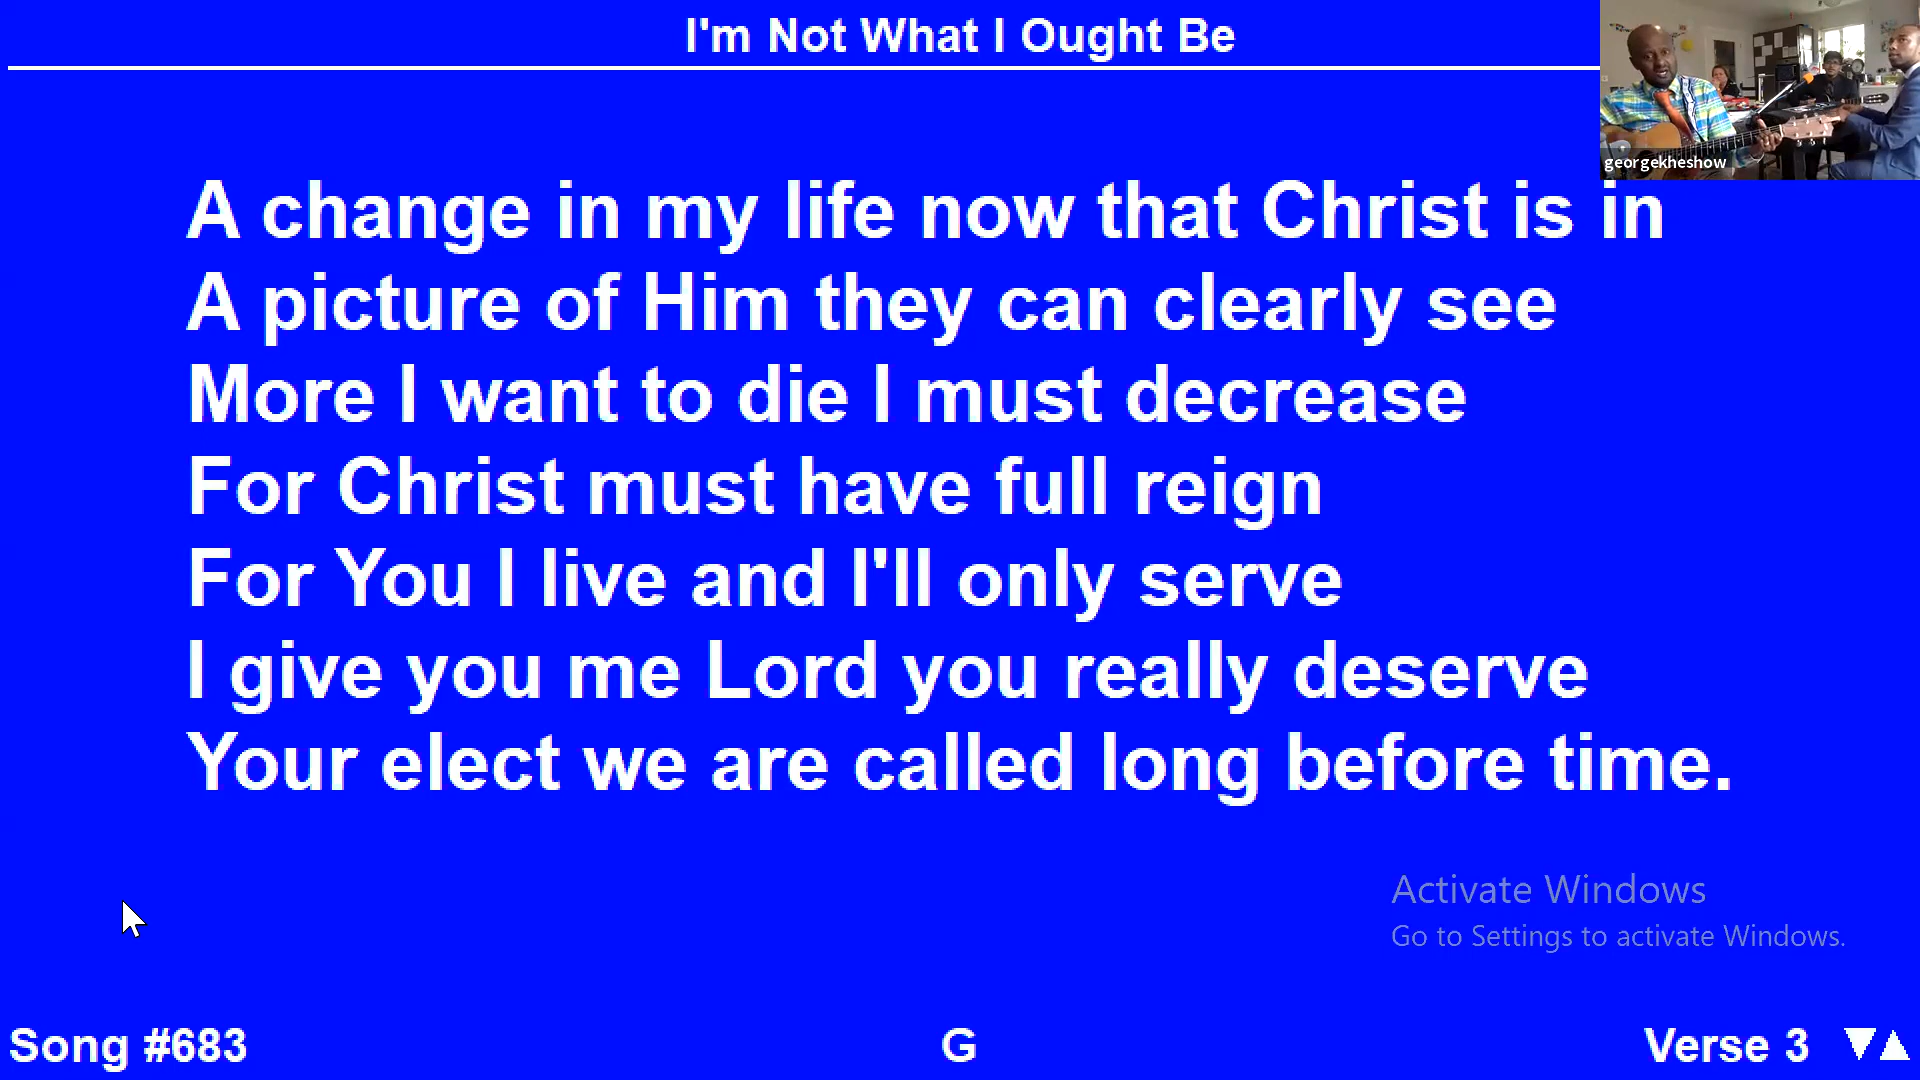 I'm Not What I Ought Be
georgekheshow
A change in my life now that Christ is in
A picture of Him they can clearly see
More I want to die I must decrease
For Christ must have full reign
For You I live and I'll only serve
I give you me Lord you really deserve
Your elect we are called long before time.
Activate Windows
Go to Settings to activate Windows.
Song #683
G
Verse 3 ▼▲